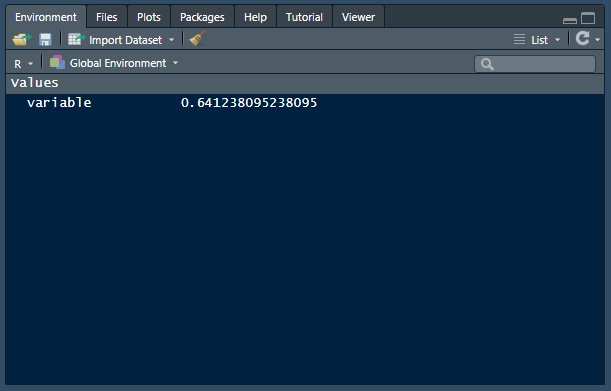 Environment Files Plots Packages Help Tutorial Viewer
Import Dataset List
R Global Environment
Values
variable 0.641238095238095